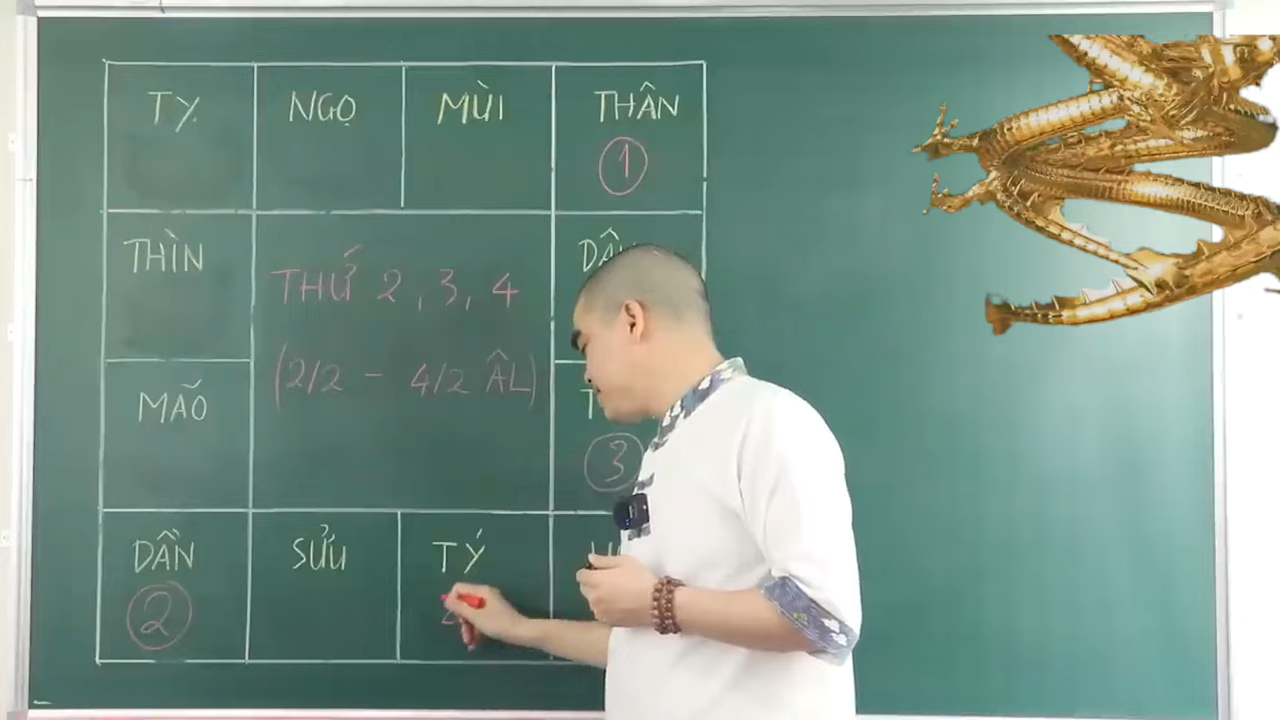 TỴ NGỌ MÙI THÂN
1
THÌN
THỨ 2, 3, 4
(2/2 - 4/2 ÂL)
MÃO
3
DẦN SỬU TÝ
2